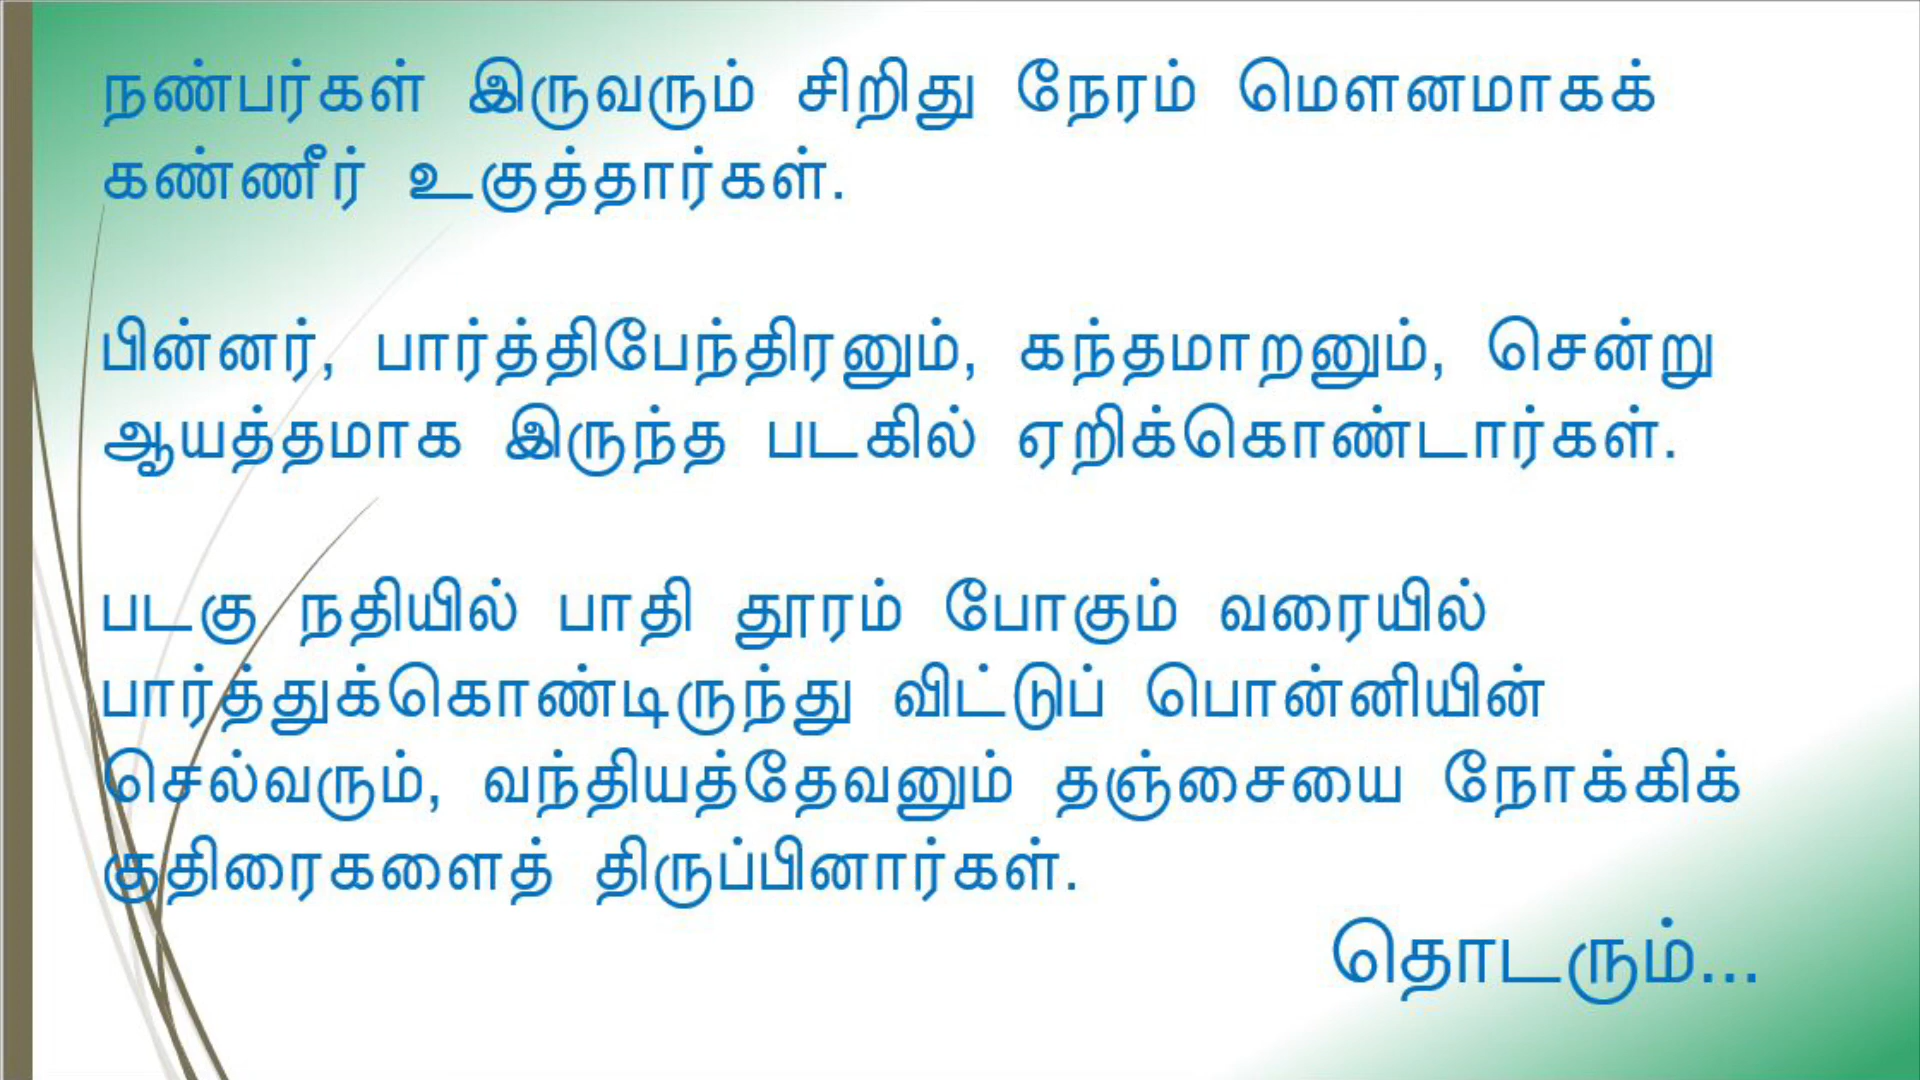 நண்பர்கள் இருவரும் சிறிது நேரம் மௌனமாகக்
கண்ணீர் உகுத்தார்கள்.
பின்னர், பார்த்திபேந்திரனும், கந்தமாறனும், சென்று
ஆயத்தமாக இருந்த படகில் ஏறிக்கொண்டார்கள்.
படகு நதியில் பாதி தூரம் போகும் வரையில்
பார்த்துக்கொண்டிருந்து விட்டுப் பொன்னியின்
செல்வரும், வந்தியத்தேவனும் தஞ்சையை நோக்கிக்
குதிரைகளைத் திருப்பினார்கள்.
தொடரும்...